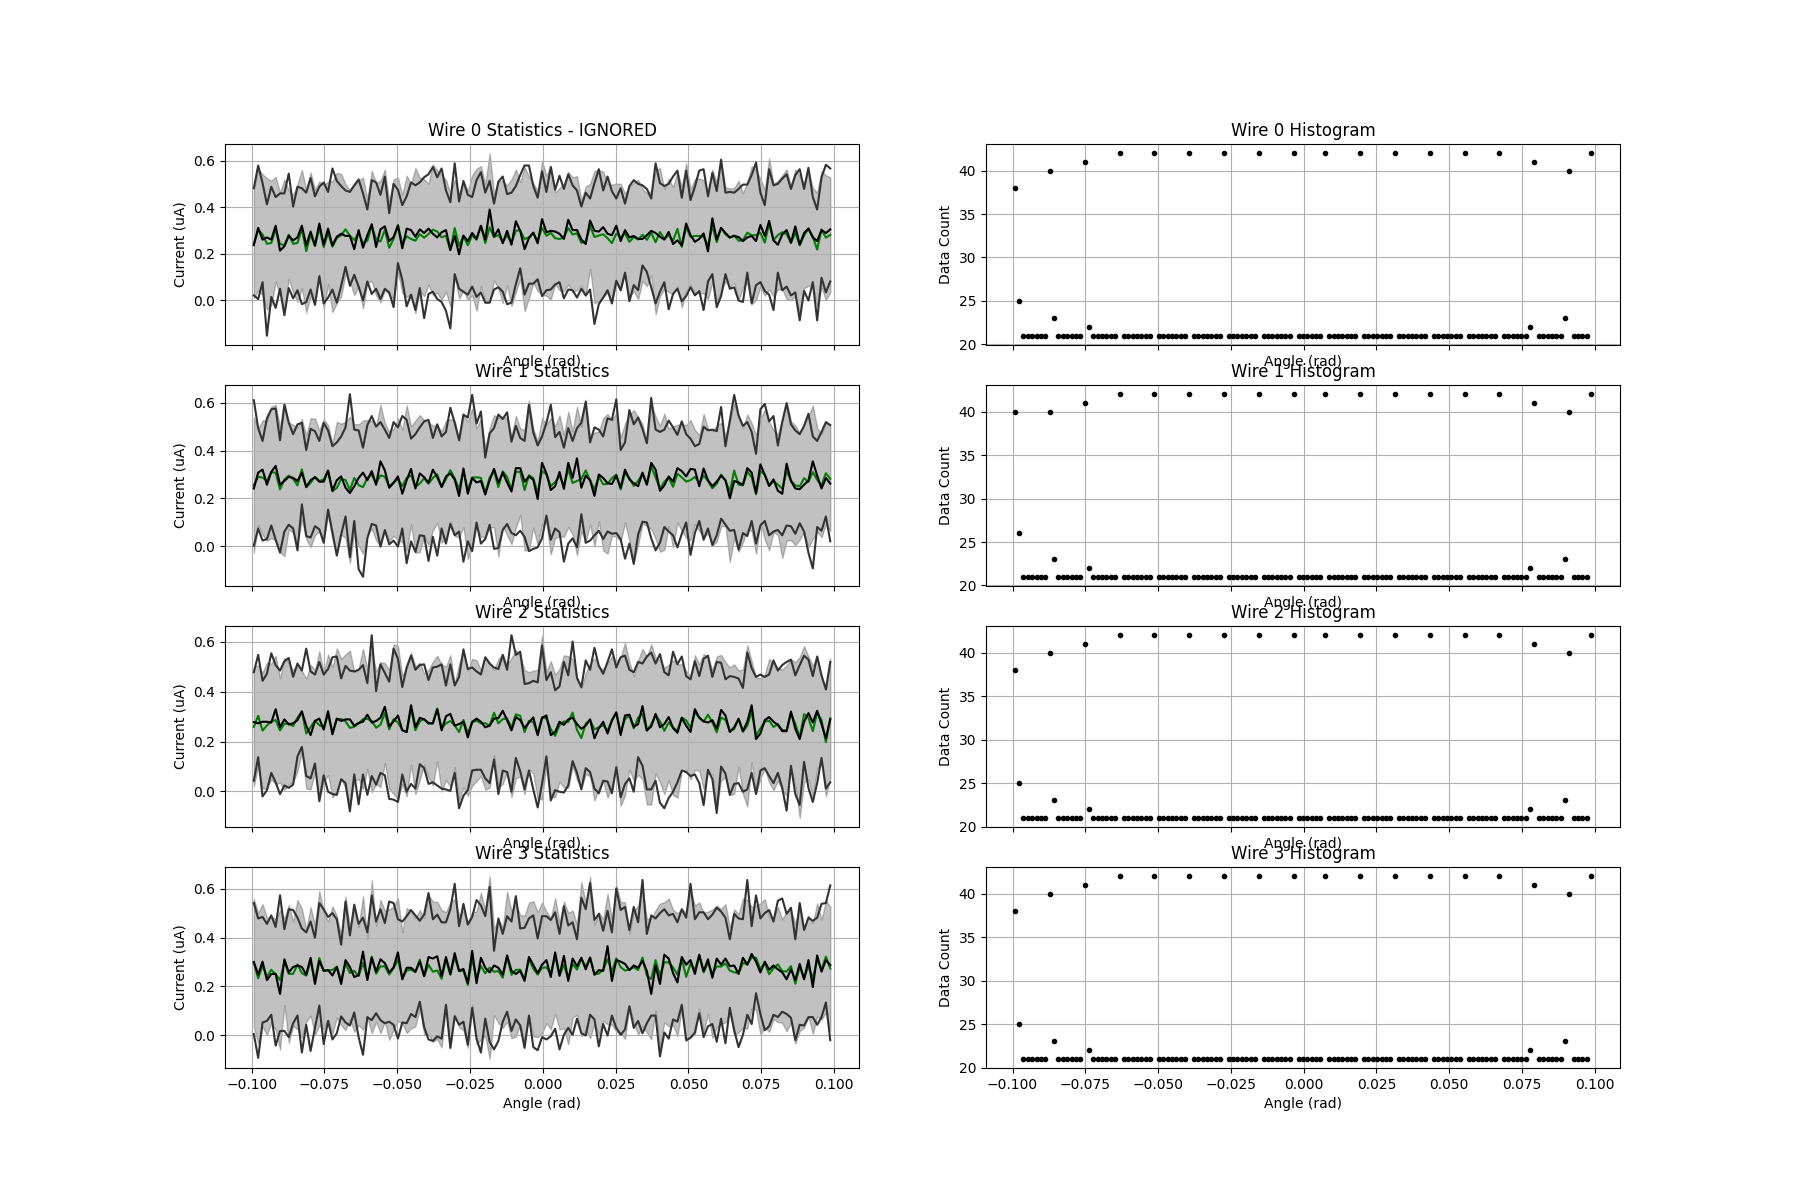 Wire 0 Statistics - IGNORED
Current (uA)
0.6
0.4
0.2
0.0
Angle (rad)
Wire 0 Histogram
Data Count
40
35
30
25
20
Angle (rad)
Wire 1 Statistics
Current (uA)
0.6
0.4
0.2
0.0
Angle (rad)
Wire 1 Histogram
Data Count
40
35
30
25
20
Angle (rad)
Wire 2 Statistics
Current (uA)
0.6
0.4
0.2
0.0
Angle (rad)
Wire 2 Histogram
Data Count
40
35
30
25
20
Angle (rad)
Wire 3 Statistics
Current (uA)
0.6
0.4
0.2
0.0
−0.100 −0.075 −0.050 −0.025 0.000 0.025 0.050 0.075 0.100
Angle (rad)
Wire 3 Histogram
Data Count
40
35
30
25
20
−0.100 −0.075 −0.050 −0.025 0.000 0.025 0.050 0.075 0.100
Angle (rad)